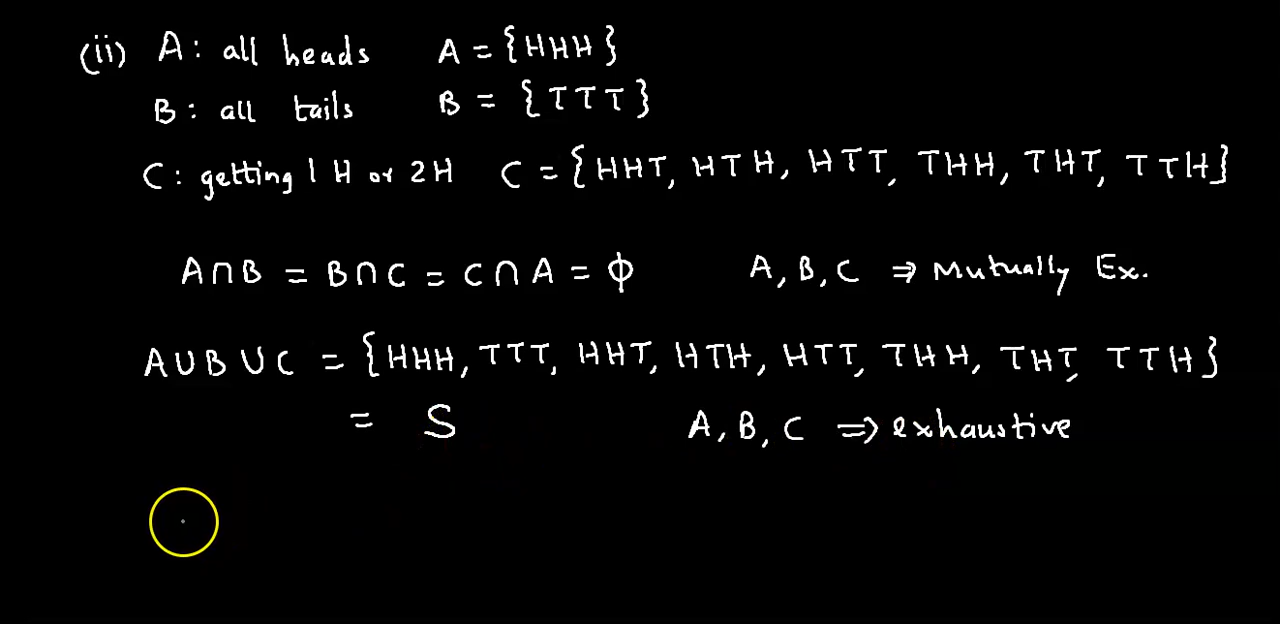 (ii) A: all heads A = {HHH}
B: all tails B = {TTT}
C: getting 1 H or 2H C = {HHT, HTH, HTT, THH, THT, TTH}
A∩B = B∩C = C∩A = ϕ A, B, C ⇒ Mutually Ex.
A∪B∪C = {HHH, TTT, HHT, HTH, HTT, THH, THT, TTH}
= S A, B, C ⇒ exhaustive